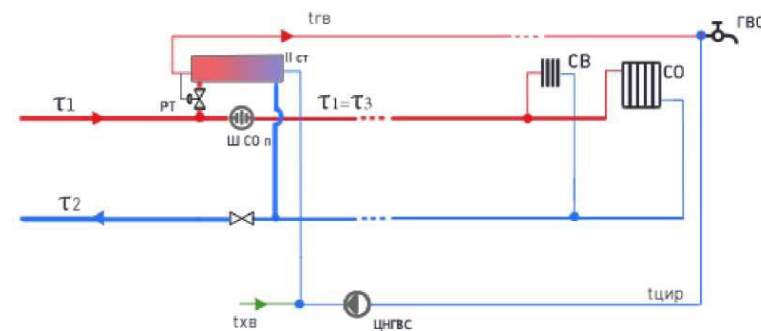 tгв
ГВС
II ст
СВ
СО
τ1
РТ
τ1=τ3
Ш СО п
τ2
tцир
tхв
ЦНГВС